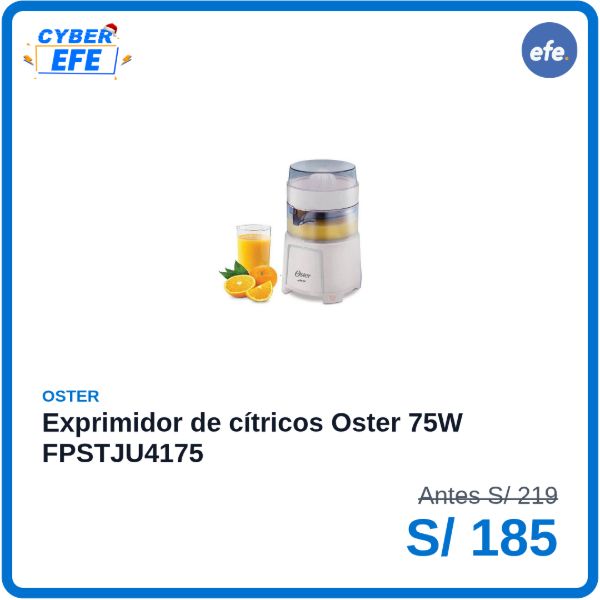 CYBER
EFE
efe.
Oster
OSTER
Exprimidor de cítricos Oster 75W
FPSTJU4175
Antes S/ 219
S/ 185